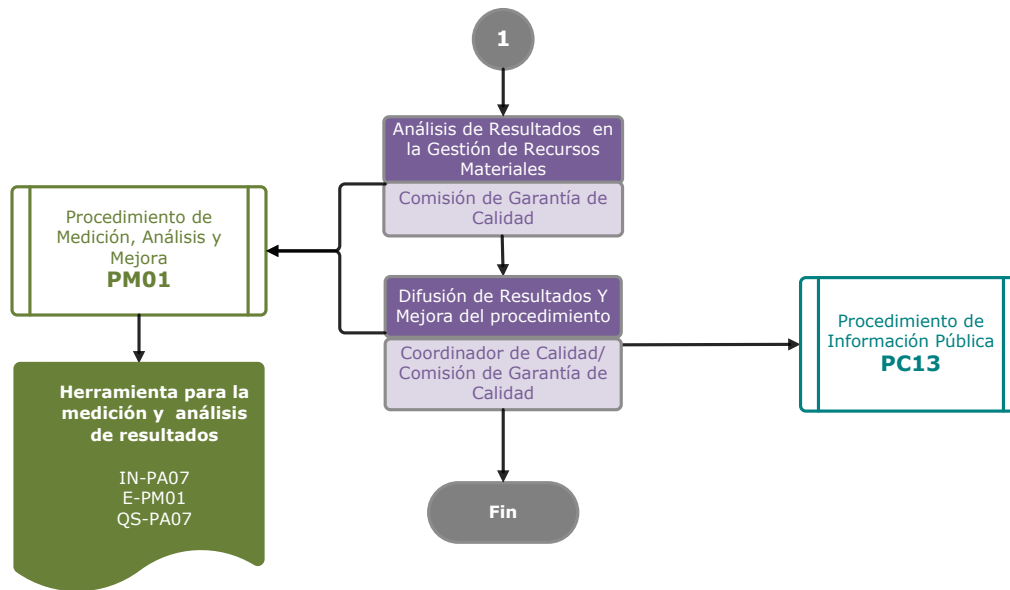 1
Análisis de Resultados en
la Gestión de Recursos
Materiales
Comisión de Garantía de
Calidad
Procedimiento de
Medición, Análisis y
Mejora
PM01
Difusión de Resultados Y
Mejora del procedimiento
Coordinador de Calidad/
Comisión de Garantía de
Calidad
Procedimiento de
Información Pública
PC13
Herramienta para la
medición y análisis
de resultados
IN-PA07
E-PM01
QS-PA07
Fin